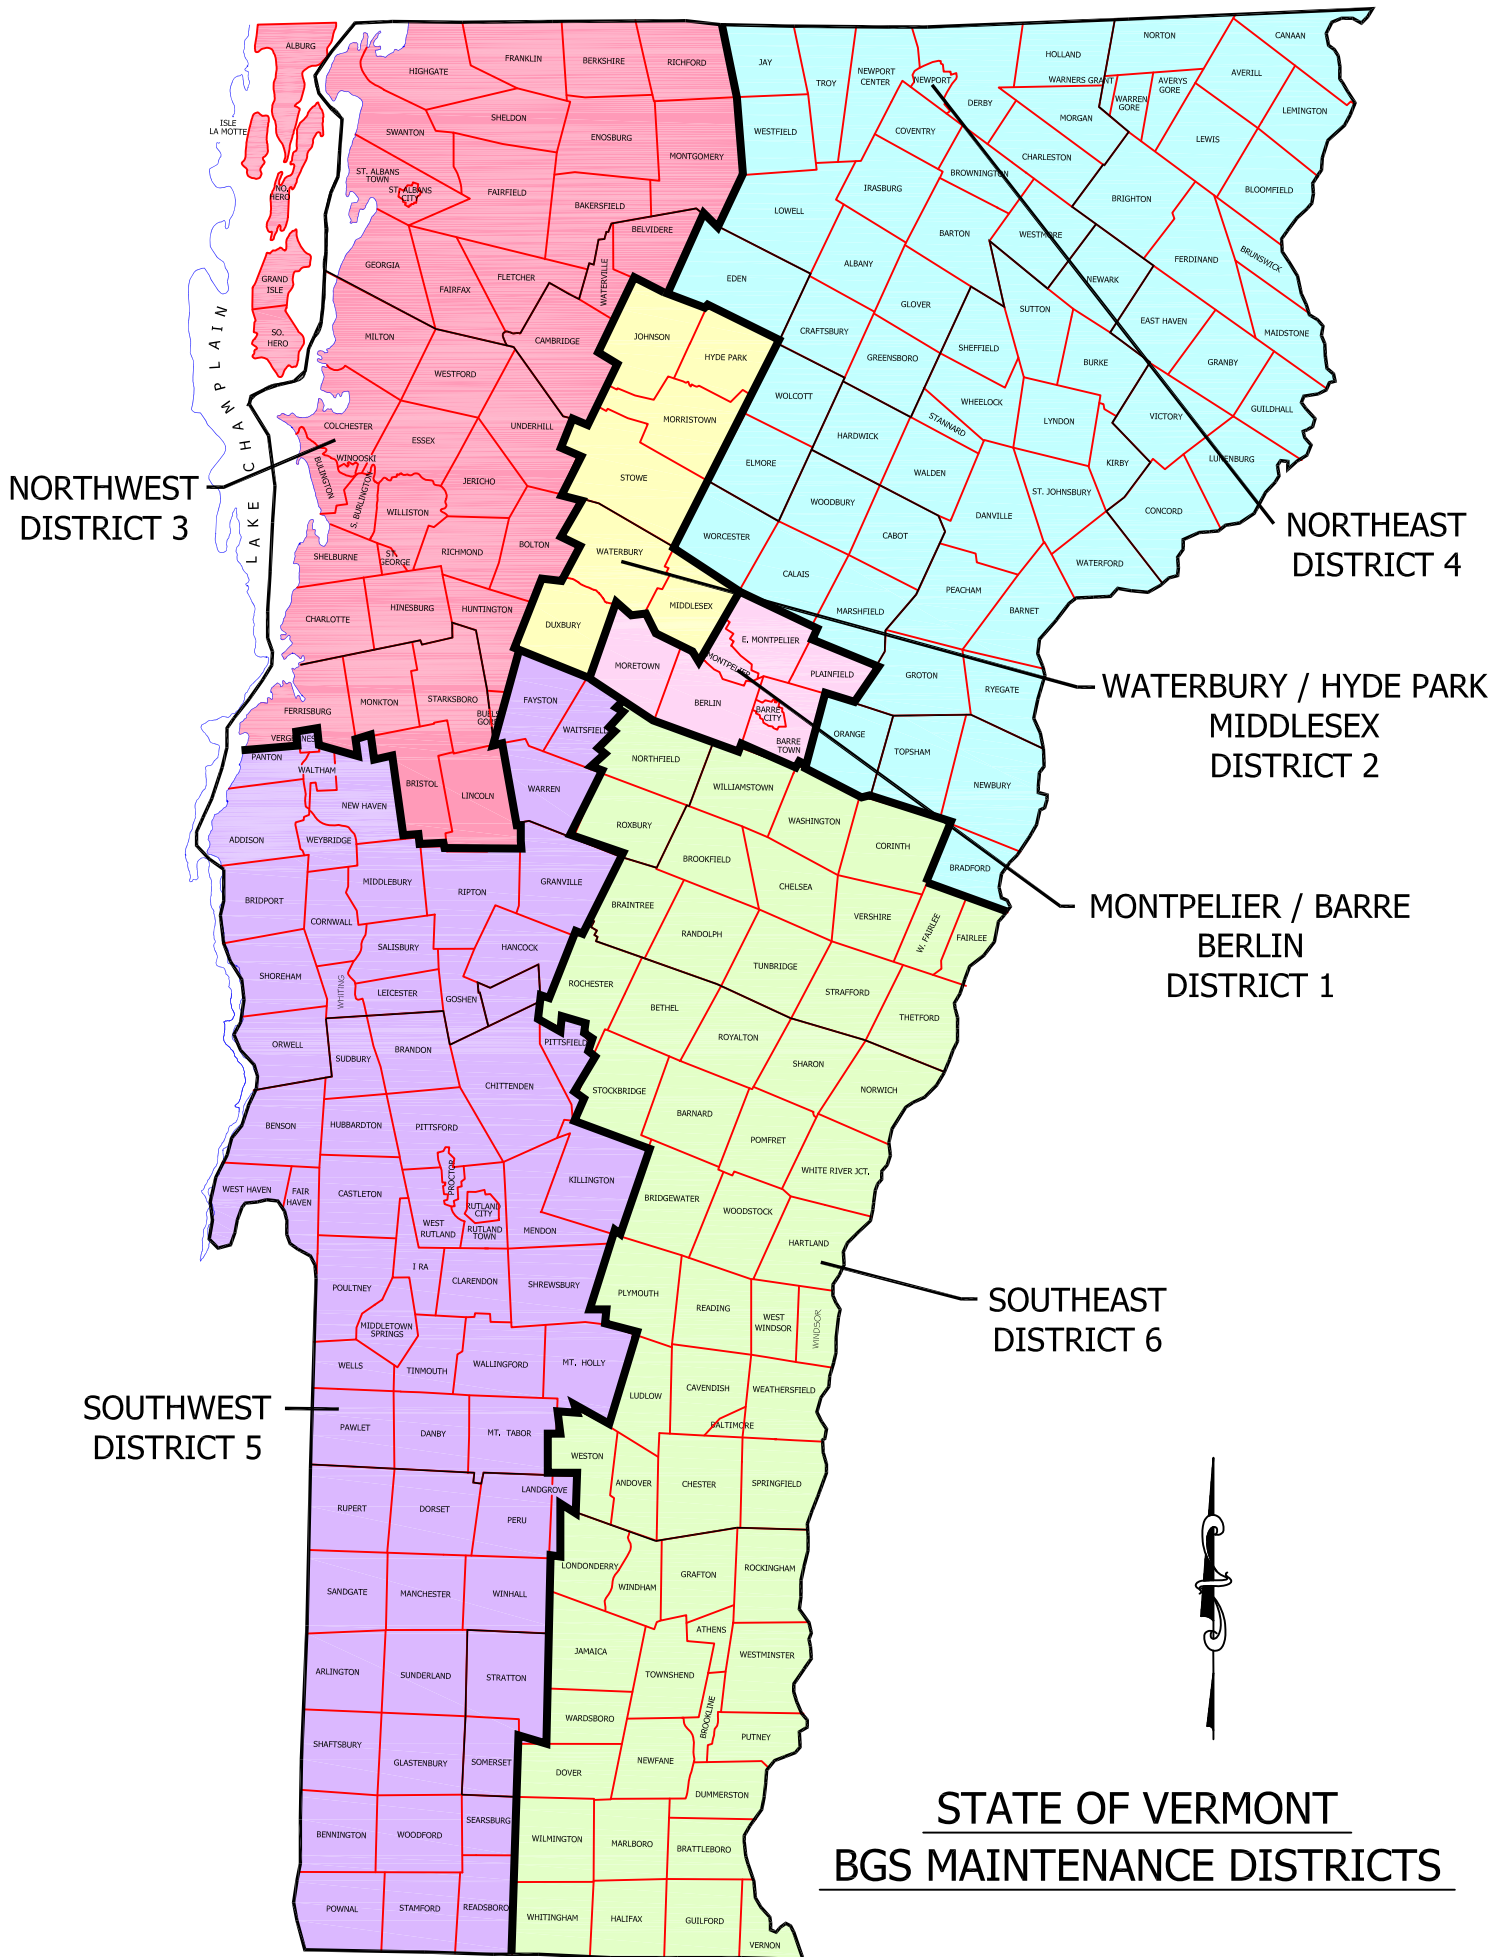 ALBURG
ISLE
LA MOTTE
NO.
HERO
GRAND
ISLE
SO.
HERO
HIGHGATE
FRANKLIN
BERKSHIRE
RICHFORD
SWANTON
SHELDON
ENOSBURG
MONTGOMERY
ST. ALBANS
TOWN
ST. ALBANS
CITY
FAIRFIELD
BAKERSFIELD
BELVIDERE
WATERVILLE
GEORGIA
FAIRFAX
FLETCHER
CAMBRIDGE
MILTON
WESTFORD
UNDERHILL
COLCHESTER
ESSEX
WINOOSKI
BULINGTON
S. BURLINGTON
JERICHO
WILLISTON
SHELBURNE
ST.
GEORGE
RICHMOND
BOLTON
CHARLOTTE
HINESBURG
HUNTINGTON
FERRISBURG
MONKTON
STARKSBORO
BUELS
GORE
VERGENNES
BRISTOL
LINCOLN
LAKE CHAMPLAIN
NORTHWEST
DISTRICT 3
JAY
TROY
NEWPORT
CENTER
NEWPORT
DERBY
HOLLAND
WARNERS GRANT
NORTON
AVERYS
GORE
WARREN
GORE
AVERILL
CANAAN
LEMINGTON
LEWIS
WESTFIELD
COVENTRY
MORGAN
CHARLESTON
BROWNINGTON
IRASBURG
BRIGHTON
BLOOMFIELD
LOWELL
BARTON
WESTMORE
FERDINAND
BRUNSWICK
EDEN
ALBANY
GLOVER
NEWARK
SUTTON
EAST HAVEN
MAIDSTONE
CRAFTSBURY
GREENSBORO
SHEFFIELD
BURKE
GRANBY
WOLCOTT
WHEELOCK
STANNARD
LYNDON
VICTORY
GUILDHALL
HARDWICK
ELMORE
WALDEN
KIRBY
LUNENBURG
WOODBURY
ST. JOHNSBURY
DANVILLE
CONCORD
WORCESTER
CABOT
CALAIS
WATERFORD
PEACHAM
BARNET
MARSHFIELD
GROTON
RYEGATE
ORANGE
TOPSHAM
NEWBURY
BRADFORD
NORTHEAST
DISTRICT 4
JOHNSON
HYDE PARK
MORRISTOWN
STOWE
WATERBURY
MIDDLESEX
DUXBURY
WATERBURY / HYDE PARK
MIDDLESEX
DISTRICT 2
MORETOWN
MONTPELIER
E. MONTPELIER
PLAINFIELD
BERLIN
BARRE
CITY
BARRE
TOWN
MONTPELIER / BARRE
BERLIN
DISTRICT 1
FAYSTON
WAITSFIELD
WARREN
PANTON
WALTHAM
NEW HAVEN
ADDISON
WEYBRIDGE
BRIDPORT
MIDDLEBURY
RIPTON
GRANVILLE
CORNWALL
SALISBURY
HANCOCK
SHOREHAM
WHITING
LEICESTER
GOSHEN
ORWELL
SUDBURY
BRANDON
PITTSFIELD
CHITTENDEN
BENSON
HUBBARDTON
PITTSFORD
WEST HAVEN
FAIR
HAVEN
CASTLETON
PROCTOR
RUTLAND
CITY
WEST
RUTLAND
RUTLAND
TOWN
MENDON
KILLINGTON
I RA
POULTNEY
CLARENDON
SHREWSBURY
MIDDLETOWN
SPRINGS
WELLS
TINMOUTH
WALLINGFORD
MT. HOLLY
PAWLET
DANBY
MT. TABOR
LANDGROVE
RUPERT
DORSET
PERU
SANDGATE
MANCHESTER
WINHALL
ARLINGTON
SUNDERLAND
STRATTON
SHAFTSBURY
GLASTENBURY
SOMERSET
BENNINGTON
WOODFORD
SEARSBURG
POWNAL
STAMFORD
READSBORO
SOUTHWEST
DISTRICT 5
NORTHFIELD
WILLIAMSTOWN
WASHINGTON
CORINTH
ROXBURY
BROOKFIELD
CHELSEA
VERSHIRE
W. FAIRLEE
FAIRLEE
BRAINTREE
RANDOLPH
TUNBRIDGE
STRAFFORD
THETFORD
ROCHESTER
BETHEL
ROYALTON
SHARON
NORWICH
STOCKBRIDGE
BARNARD
POMFRET
WHITE RIVER JCT.
BRIDGEWATER
WOODSTOCK
HARTLAND
PLYMOUTH
READING
WEST
WINDSOR
WINDSOR
LUDLOW
CAVENDISH
WEATHERSFIELD
BALTIMORE
WESTON
ANDOVER
CHESTER
SPRINGFIELD
LONDONDERRY
WINDHAM
GRAFTON
ROCKINGHAM
JAMAICA
ATHENS
TOWNSHEND
WESTMINSTER
WARDSBORO
BROOKLINE
PUTNEY
DOVER
NEWFANE
DUMMERSTON
WILMINGTON
MARLBORO
BRATTLEBORO
WHITINGHAM
HALIFAX
GUILFORD
VERNON
SOUTHEAST
DISTRICT 6
STATE OF VERMONT
BGS MAINTENANCE DISTRICTS